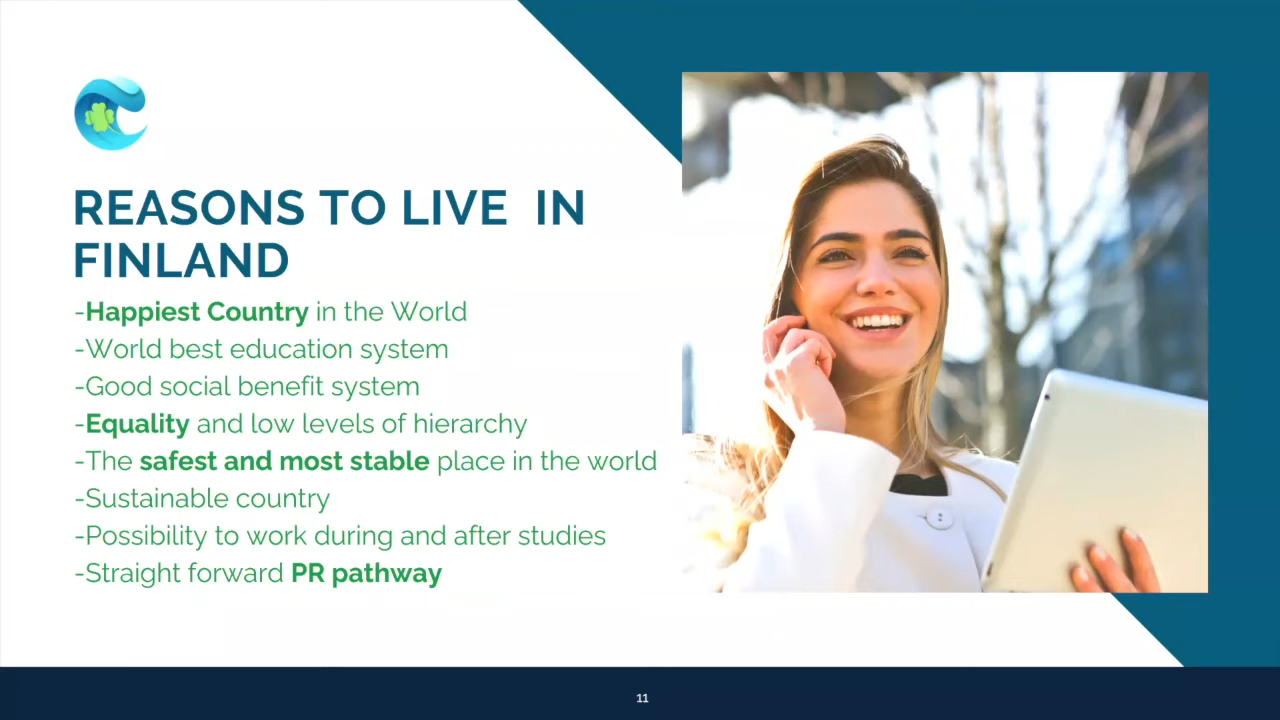 REASONS TO LIVE IN
FINLAND
-Happiest Country in the World
-World best education system
-Good social benefit system
-Equality and low levels of hierarchy
-The safest and most stable place in the world
-Sustainable country
-Possibility to work during and after studies
-Straight forward PR pathway
11